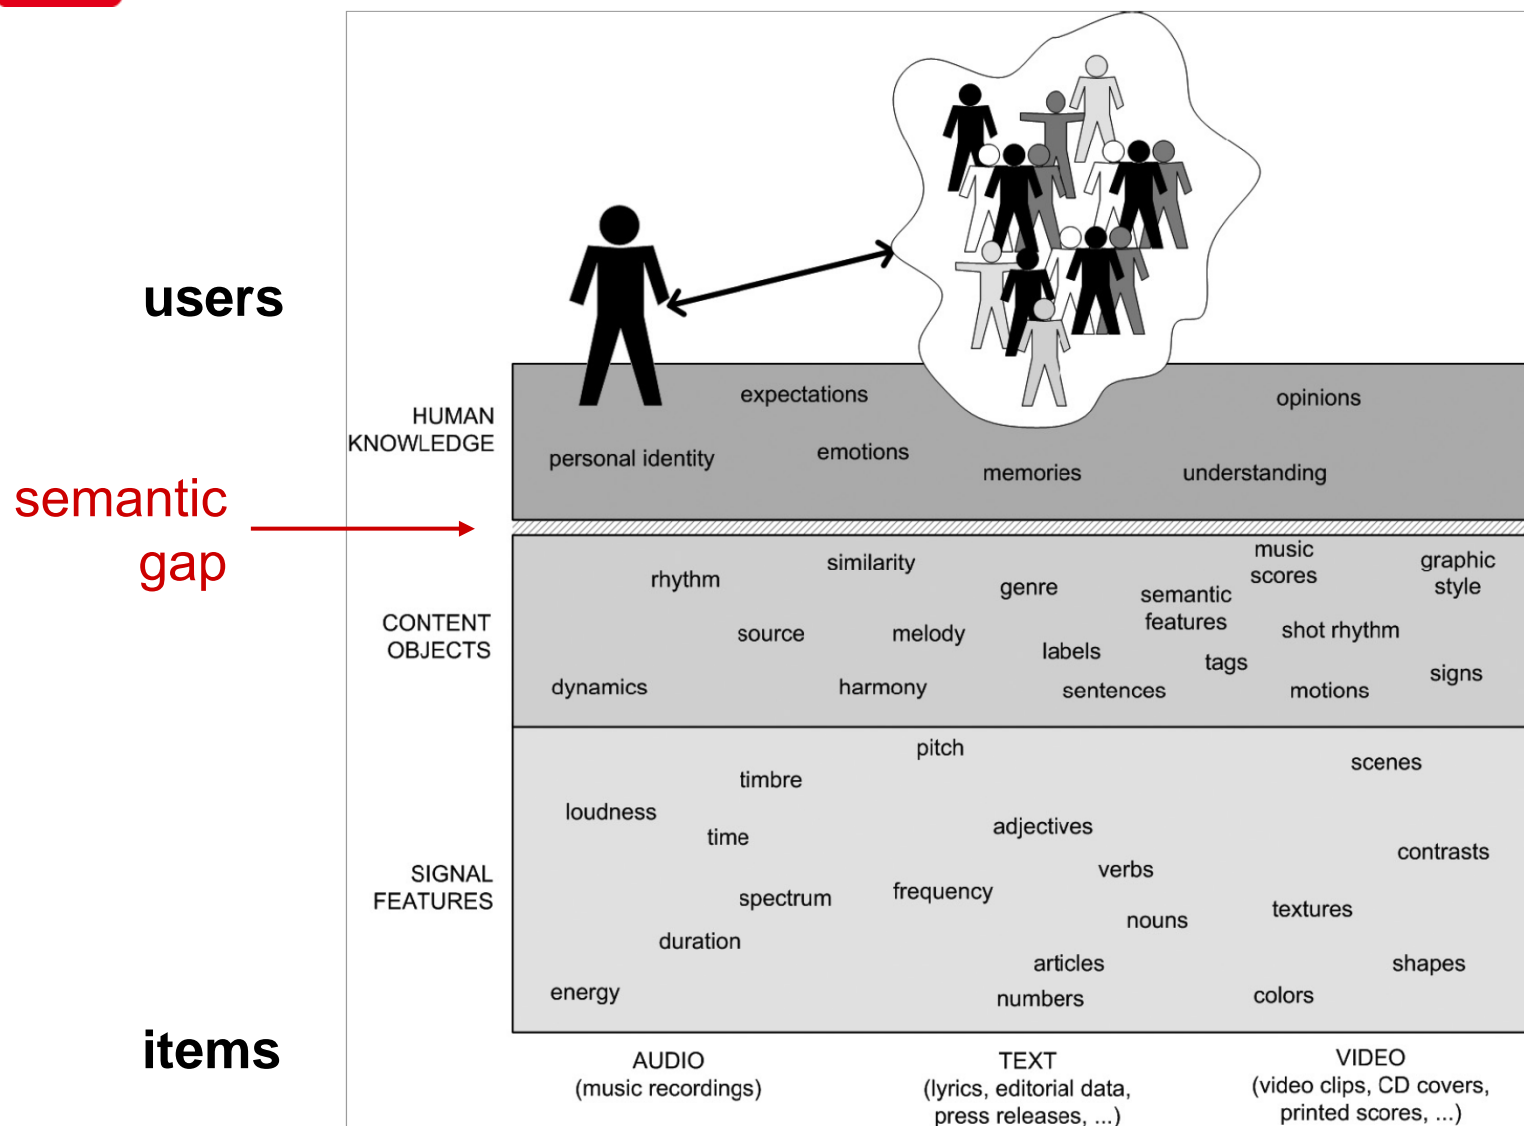 users
expectations
opinions
HUMAN
KNOWLEDGE
personal identity
emotions
memories
understanding
semantic
gap
music
scores
graphic
style
similarity
rhythm
genre
semantic
features
CONTENT
OBJECTS
source
melody
shot rhythm
labels
tags
signs
dynamics
harmony
sentences
motions
pitch
scenes
timbre
loudness
time
adjectives
contrasts
verbs
SIGNAL
FEATURES
spectrum
frequency
textures
nouns
duration
articles
shapes
energy
numbers
colors
items
AUDIO
(music recordings)
TEXT
(lyrics, editorial data,
press releases, ...)
VIDEO
(video clips, CD covers,
printed scores, ...)